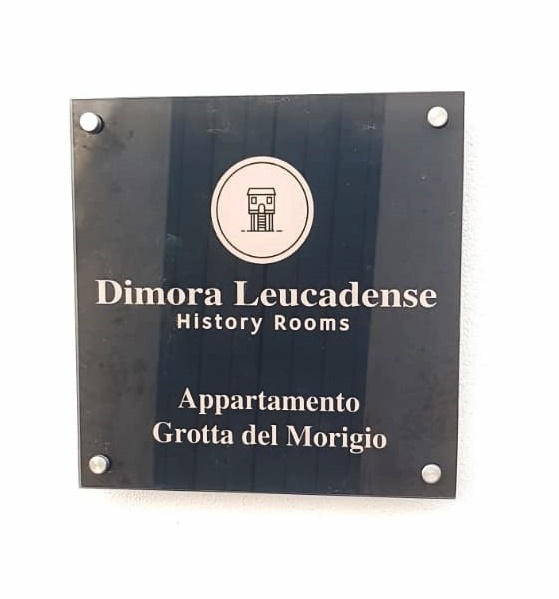 Dimora Leucadense
History Rooms
Appartamento
Grotta del Morigio